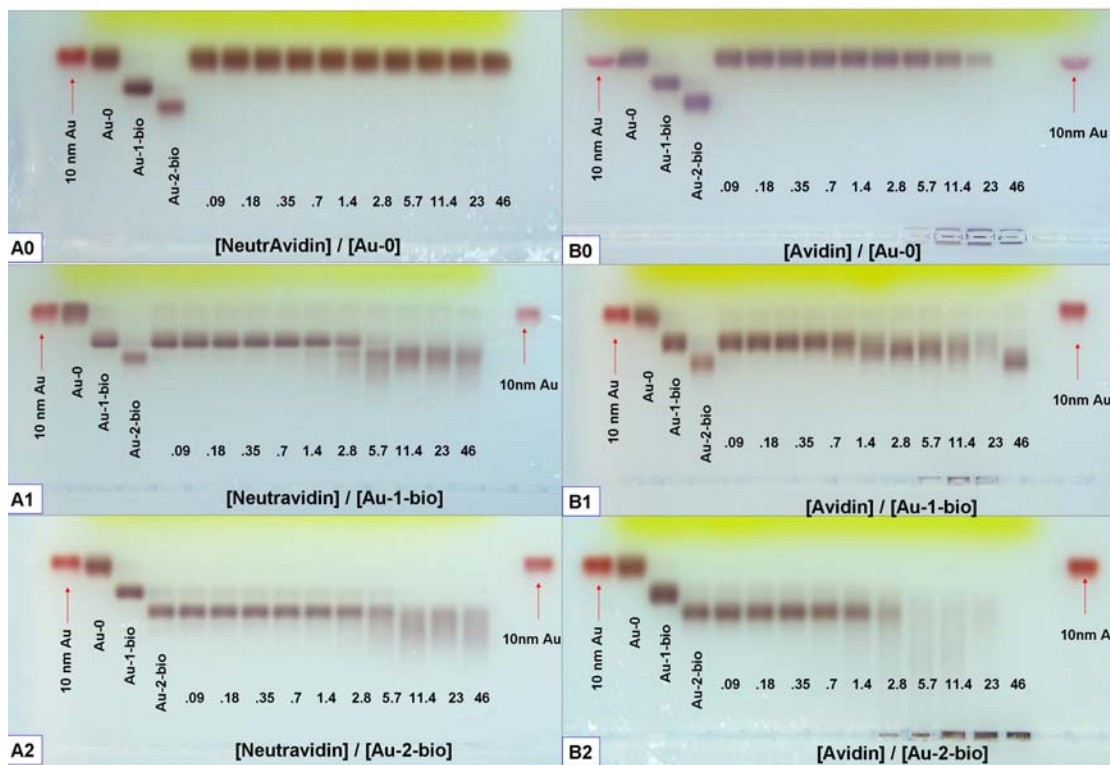 10 nm Au
Au-0
Au-1-bio
Au-2-bio
.09 .18 .35 .7 1.4 2.8 5.7 11.4 23 46
A0
[NeutrAvidin] / [Au-0]
10 nm Au
Au-0
Au-1-bio
Au-2-bio
10nm Au
.09 .18 .35 .7 1.4 2.8 5.7 11.4 23 46
B0
[Avidin] / [Au-0]
10 nm Au
Au-0
Au-1-bio
Au-2-bio
10nm Au
.09 .18 .35 .7 1.4 2.8 5.7 11.4 23 46
A1
[Neutravidin] / [Au-1-bio]
10 nm Au
Au-0
Au-1-bio
Au-2-bio
10nm Au
.09 .18 .35 .7 1.4 2.8 5.7 11.4 23 46
B1
[Avidin] / [Au-1-bio]
10 nm Au
Au-0
Au-1-bio
Au-2-bio
10nm Au
.09 .18 .35 .7 1.4 2.8 5.7 11.4 23 46
A2
[Neutravidin] / [Au-2-bio]
10 nm Au
Au-0
Au-1-bio
Au-2-bio
10nm Au
.09 .18 .35 .7 1.4 2.8 5.7 11.4 23 46
B2
[Avidin] / [Au-2-bio]